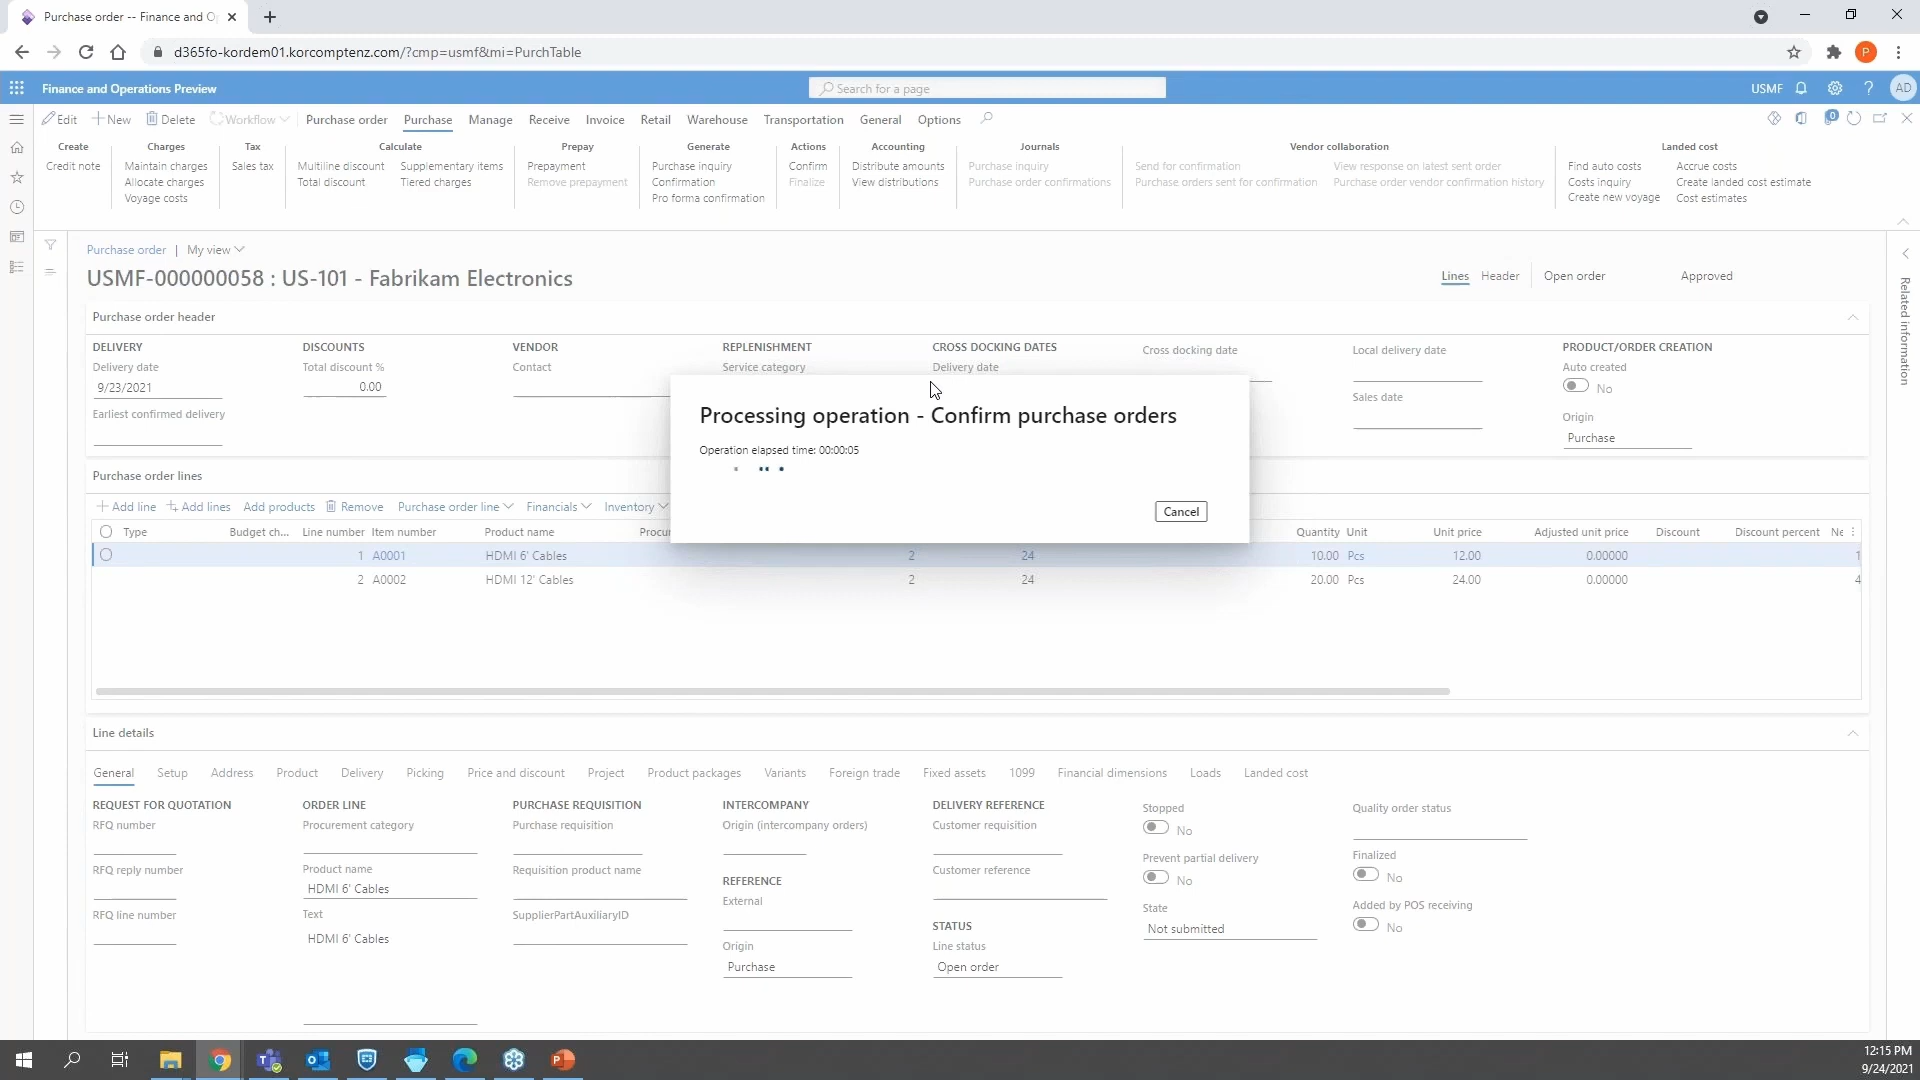 Purchase order -- Finance and O
d365fo-kordem01.korcomptenz.com/?cmp=usmf&mi=PurchTable
P
Finance and Operations Preview
Search for a page
USMF
?
AD
Edit
New
Delete
Workflow
Purchase order
Purchase
Manage
Receive
Invoice
Retail
Warehouse
Transportation
General
Options
0
Create
Charges
Tax
Calculate
Prepay
Generate
Actions
Accounting
Journals
Vendor collaboration
Landed cost
Credit note
Maintain charges
Sales tax
Multiline discount
Supplementary items
Prepayment
Purchase inquiry
Confirm
Distribute amounts
Purchase inquiry
Send for confirmation
View response on latest sent order
Find auto costs
Accrue costs
Allocate charges
Total discount
Tiered charges
Remove prepayment
Confirmation
Finalize
View distributions
Purchase order confirmations
Purchase orders sent for confirmation
Purchase order vendor confirmation history
Costs inquiry
Create landed cost estimate
Voyage costs
Pro forma confirmation
Create new voyage
Cost estimates
Purchase order | My view
USMF-000000058 : US-101 - Fabrikam Electronics
Lines
Header
Open order
Approved
Related information
Purchase order header
DELIVERY
Delivery date
9/23/2021
Earliest confirmed delivery
DISCOUNTS
Total discount %
0.00
VENDOR
Contact
REPLENISHMENT
Service category
CROSS DOCKING DATES
Delivery date
Cross docking date
Local delivery date
Sales date
PRODUCT/ORDER CREATION
Auto created
No
Origin
Purchase
Processing operation - Confirm purchase orders
Operation elapsed time: 00:00:05
Cancel
Purchase order lines
Add line
Add lines
Add products
Remove
Purchase order line
Financials
Inventory
Type
Budget ch...
Line number
Item number
Product name
Quantity
Unit
Unit price
Adjusted unit price
Discount
Discount percent
1
A0001
HDMI 6' Cables
2
24
10.00
Pcs
12.00
0.00000
1
2
A0002
HDMI 12' Cables
2
24
20.00
Pcs
24.00
0.00000
4
Line details
General
Setup
Address
Product
Delivery
Picking
Price and discount
Project
Product packages
Variants
Foreign trade
Fixed assets
1099
Financial dimensions
Loads
Landed cost
REQUEST FOR QUOTATION
RFQ number
RFQ reply number
RFQ line number
ORDER LINE
Procurement category
Product name
HDMI 6' Cables
Text
HDMI 6' Cables
PURCHASE REQUISITION
Purchase requisition
Requisition product name
SupplierPartAuxiliaryID
INTERCOMPANY
Origin (intercompany orders)
REFERENCE
External
Origin
Purchase
DELIVERY REFERENCE
Customer requisition
Customer reference
STATUS
Line status
Open order
Stopped
No
Prevent partial delivery
No
State
Not submitted
Quality order status
Finalized
No
Added by POS receiving
No
12:15 PM
9/24/2021